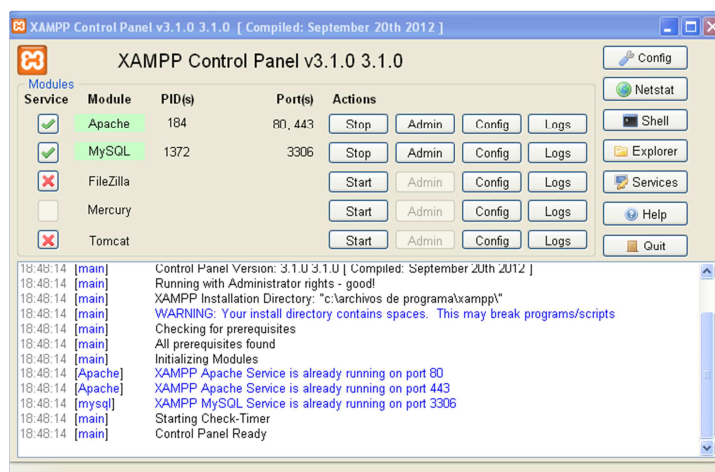 XAMPP Control Panel v3.1.0 3.1.0 [ Compiled: September 20th 2012 ]
XAMPP Control Panel v3.1.0 3.1.0
Config
Modules
Service Module PID(s) Port(s) Actions
Netstat
Apache 184 80, 443 Stop Admin Config Logs
Shell
MySQL 1372 3306 Stop Admin Config Logs
Explorer
FileZilla Start Admin Config Logs
Services
Mercury Start Admin Config Logs
Help
Tomcat Start Admin Config Logs
Quit
18:48:14 [main] Control Panel Version: 3.1.0 3.1.0 [ Compiled: September 20th 2012 ]
18:48:14 [main] Running with Administrator rights - good!
18:48:14 [main] XAMPP Installation Directory: "c:\archivos de programa\xampp\"
18:48:14 [main] WARNING: Your install directory contains spaces. This may break programs/scripts
18:48:14 [main] Checking for prerequisites
18:48:14 [main] All prerequisites found
18:48:14 [main] Initializing Modules
18:48:14 [Apache] XAMPP Apache Service is already running on port 80
18:48:14 [Apache] XAMPP Apache Service is already running on port 443
18:48:14 [mysql] XAMPP MySQL Service is already running on port 3306
18:48:14 [main] Starting Check-Timer
18:48:14 [main] Control Panel Ready